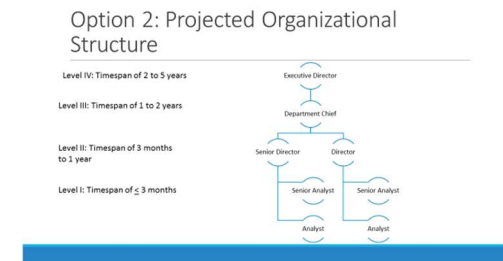 Option 2: Projected Organizational
Structure
Level IV: Timespan of 2 to 5 years
Executive Director
Level III: Timespan of 1 to 2 years
Department Chief
Level II: Timespan of 3 months
to 1 year
Senior Director
Director
Level I: Timespan of ≤ 3 months
Senior Analyst
Senior Analyst
Analyst
Analyst